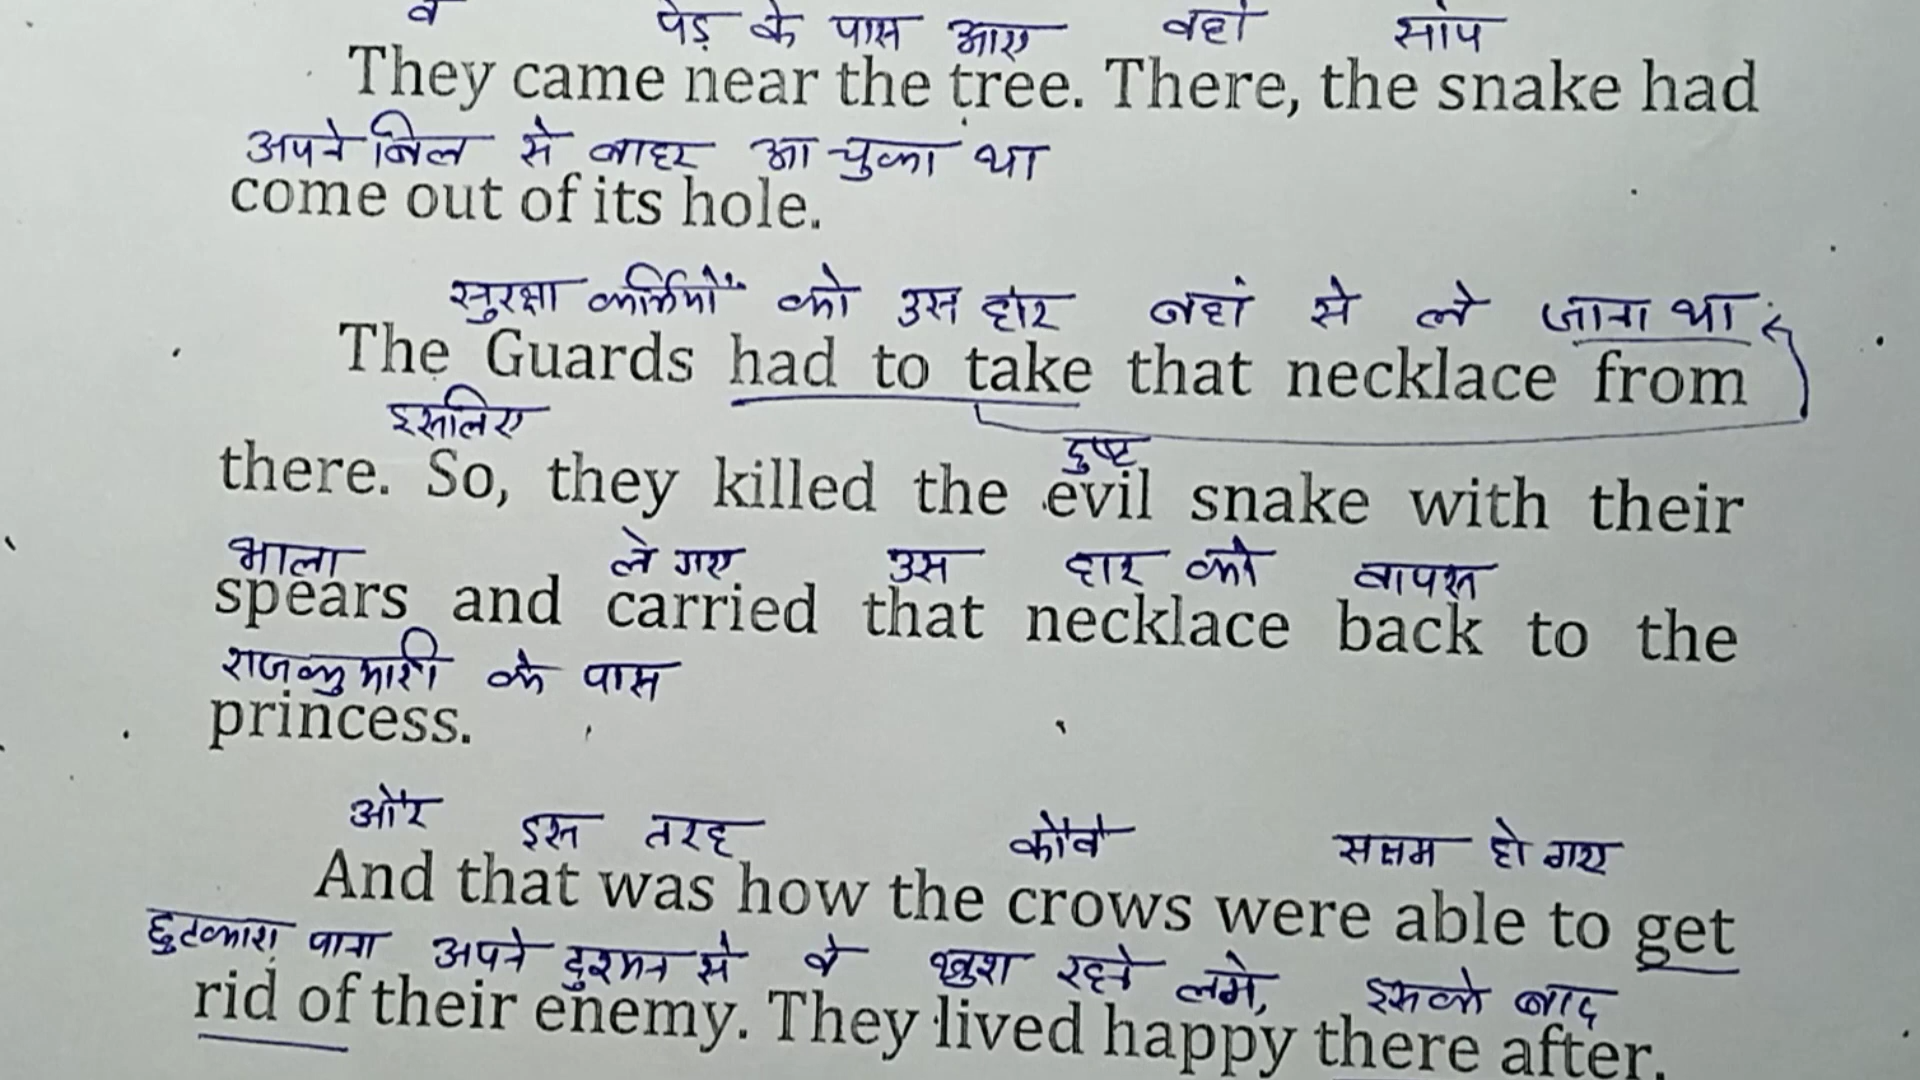 वे पेड़ के पास आए वहां सांप
They came near the tree. There, the snake had
अपने बिल से बाहर आ चुका था
come out of its hole.
सुरक्षा कर्मियों को उस हार वहां से ले जाना था
The Guards had to take that necklace from
इसलिए
there. So, they killed the evil snake with their
दुष्ट
भाला ले गए उस हार को वापस
spears and carried that necklace back to the
राजकुमारी के पास
princess.
और इस तरह कौवे सक्षम हो गए
And that was how the crows were able to get
छुटकारा पाना अपने दुश्मन से वे खुश रहने लगे, इसके बाद
rid of their enemy. They lived happy there after.